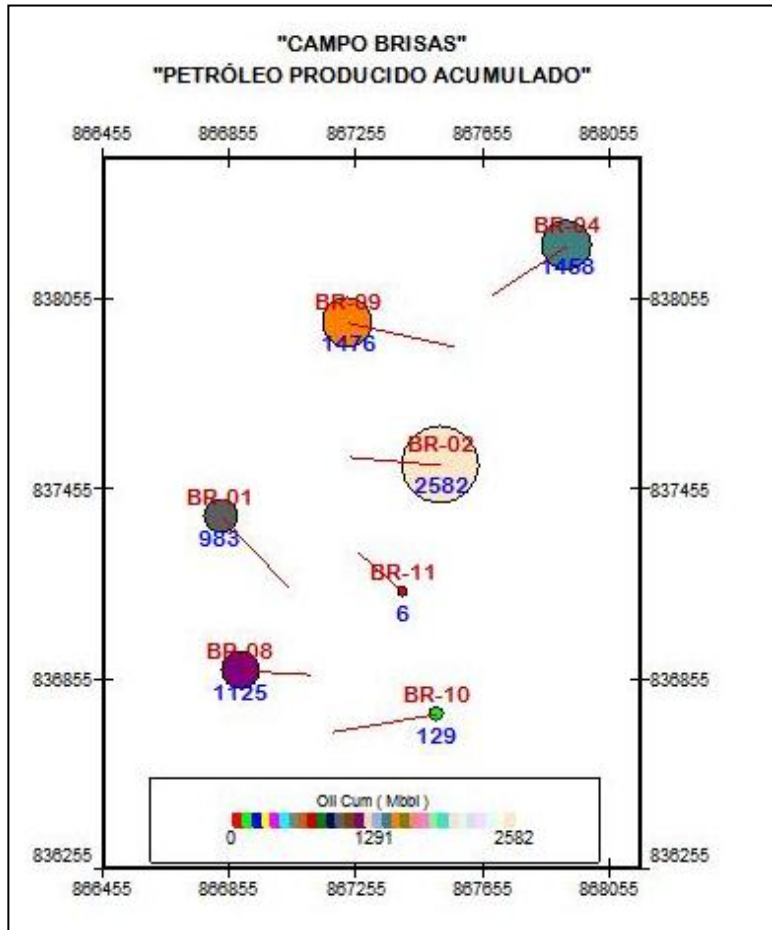 "CAMPO BRISAS"
"PETRÓLEO PRODUCIDO ACUMULADO"
866455 866855 867255 867655 868055
BR-04
1458
838055 838055
BR-09
1476
BR-02
2582
837455 837455
BR-01
983
BR-11
6
BR-08
1125
836855 836855
BR-10
129
Oil Cum ( Mbbl )
0 1291 2582
836255 836255
866455 866855 867255 867655 868055